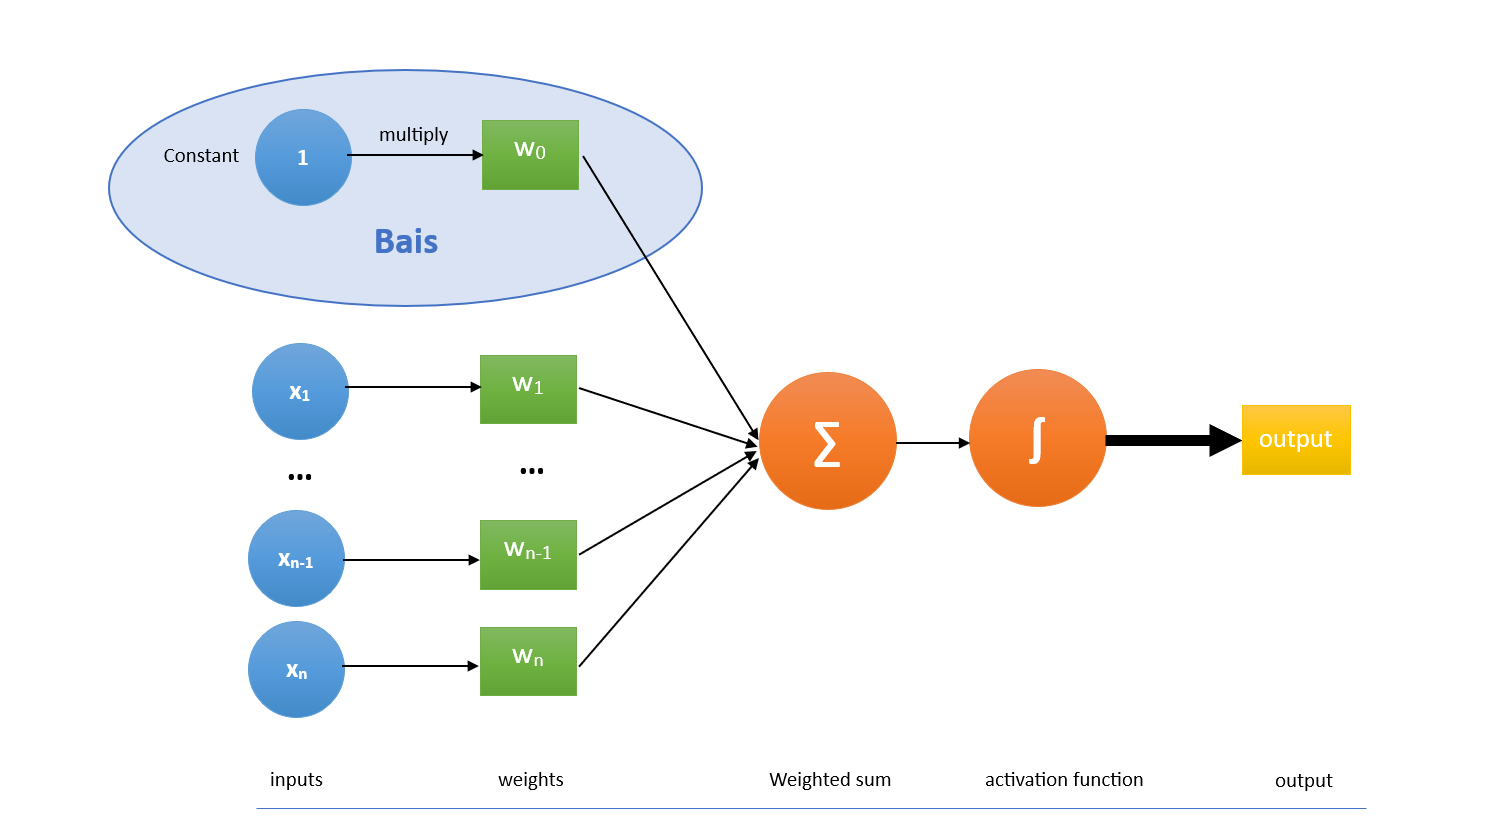 Constant 1 multiply w0
Bais
x1 w1
... ...
∑ ∫ output
xn-1 wn-1
xn wn
inputs weights Weighted sum activation function output